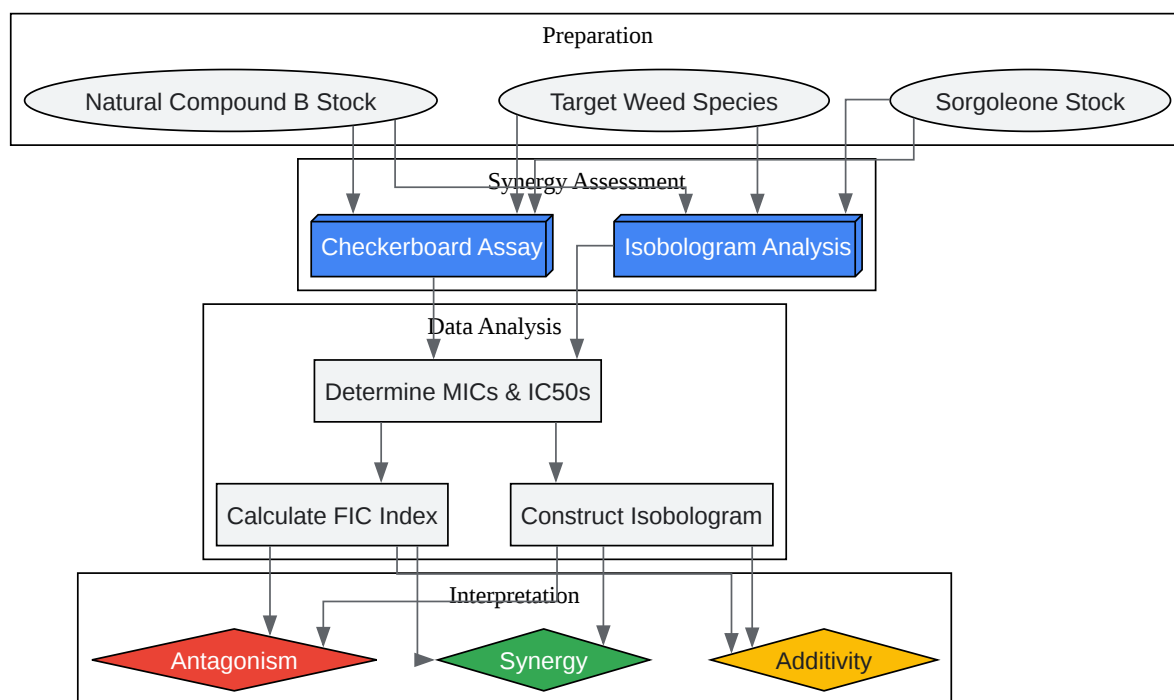 Preparation
Natural Compound B Stock
Target Weed Species
Sorgoleone Stock
Synergy Assessment
Checkerboard Assay
Isobologram Analysis
Data Analysis
Determine MICs & IC50s
Calculate FIC Index
Construct Isobologram
Interpretation
Antagonism
Synergy
Additivity